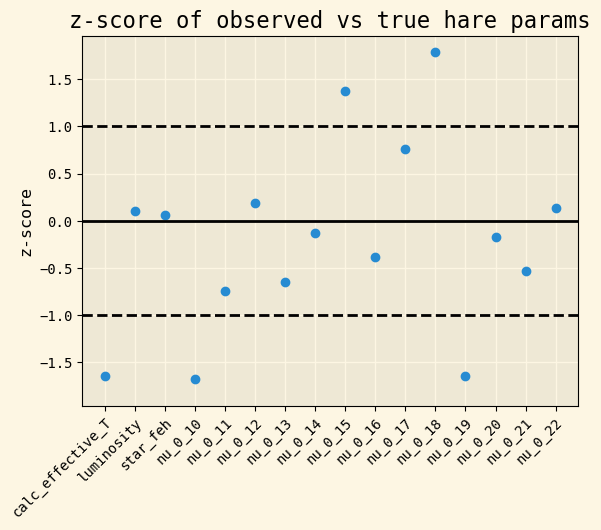 z-score of observed vs true hare params
z-score
1.5
1.0
0.5
0.0
−0.5
−1.0
−1.5
calc_effective_T
luminosity
star_feh
nu_0_10
nu_0_11
nu_0_12
nu_0_13
nu_0_14
nu_0_15
nu_0_16
nu_0_17
nu_0_18
nu_0_19
nu_0_20
nu_0_21
nu_0_22